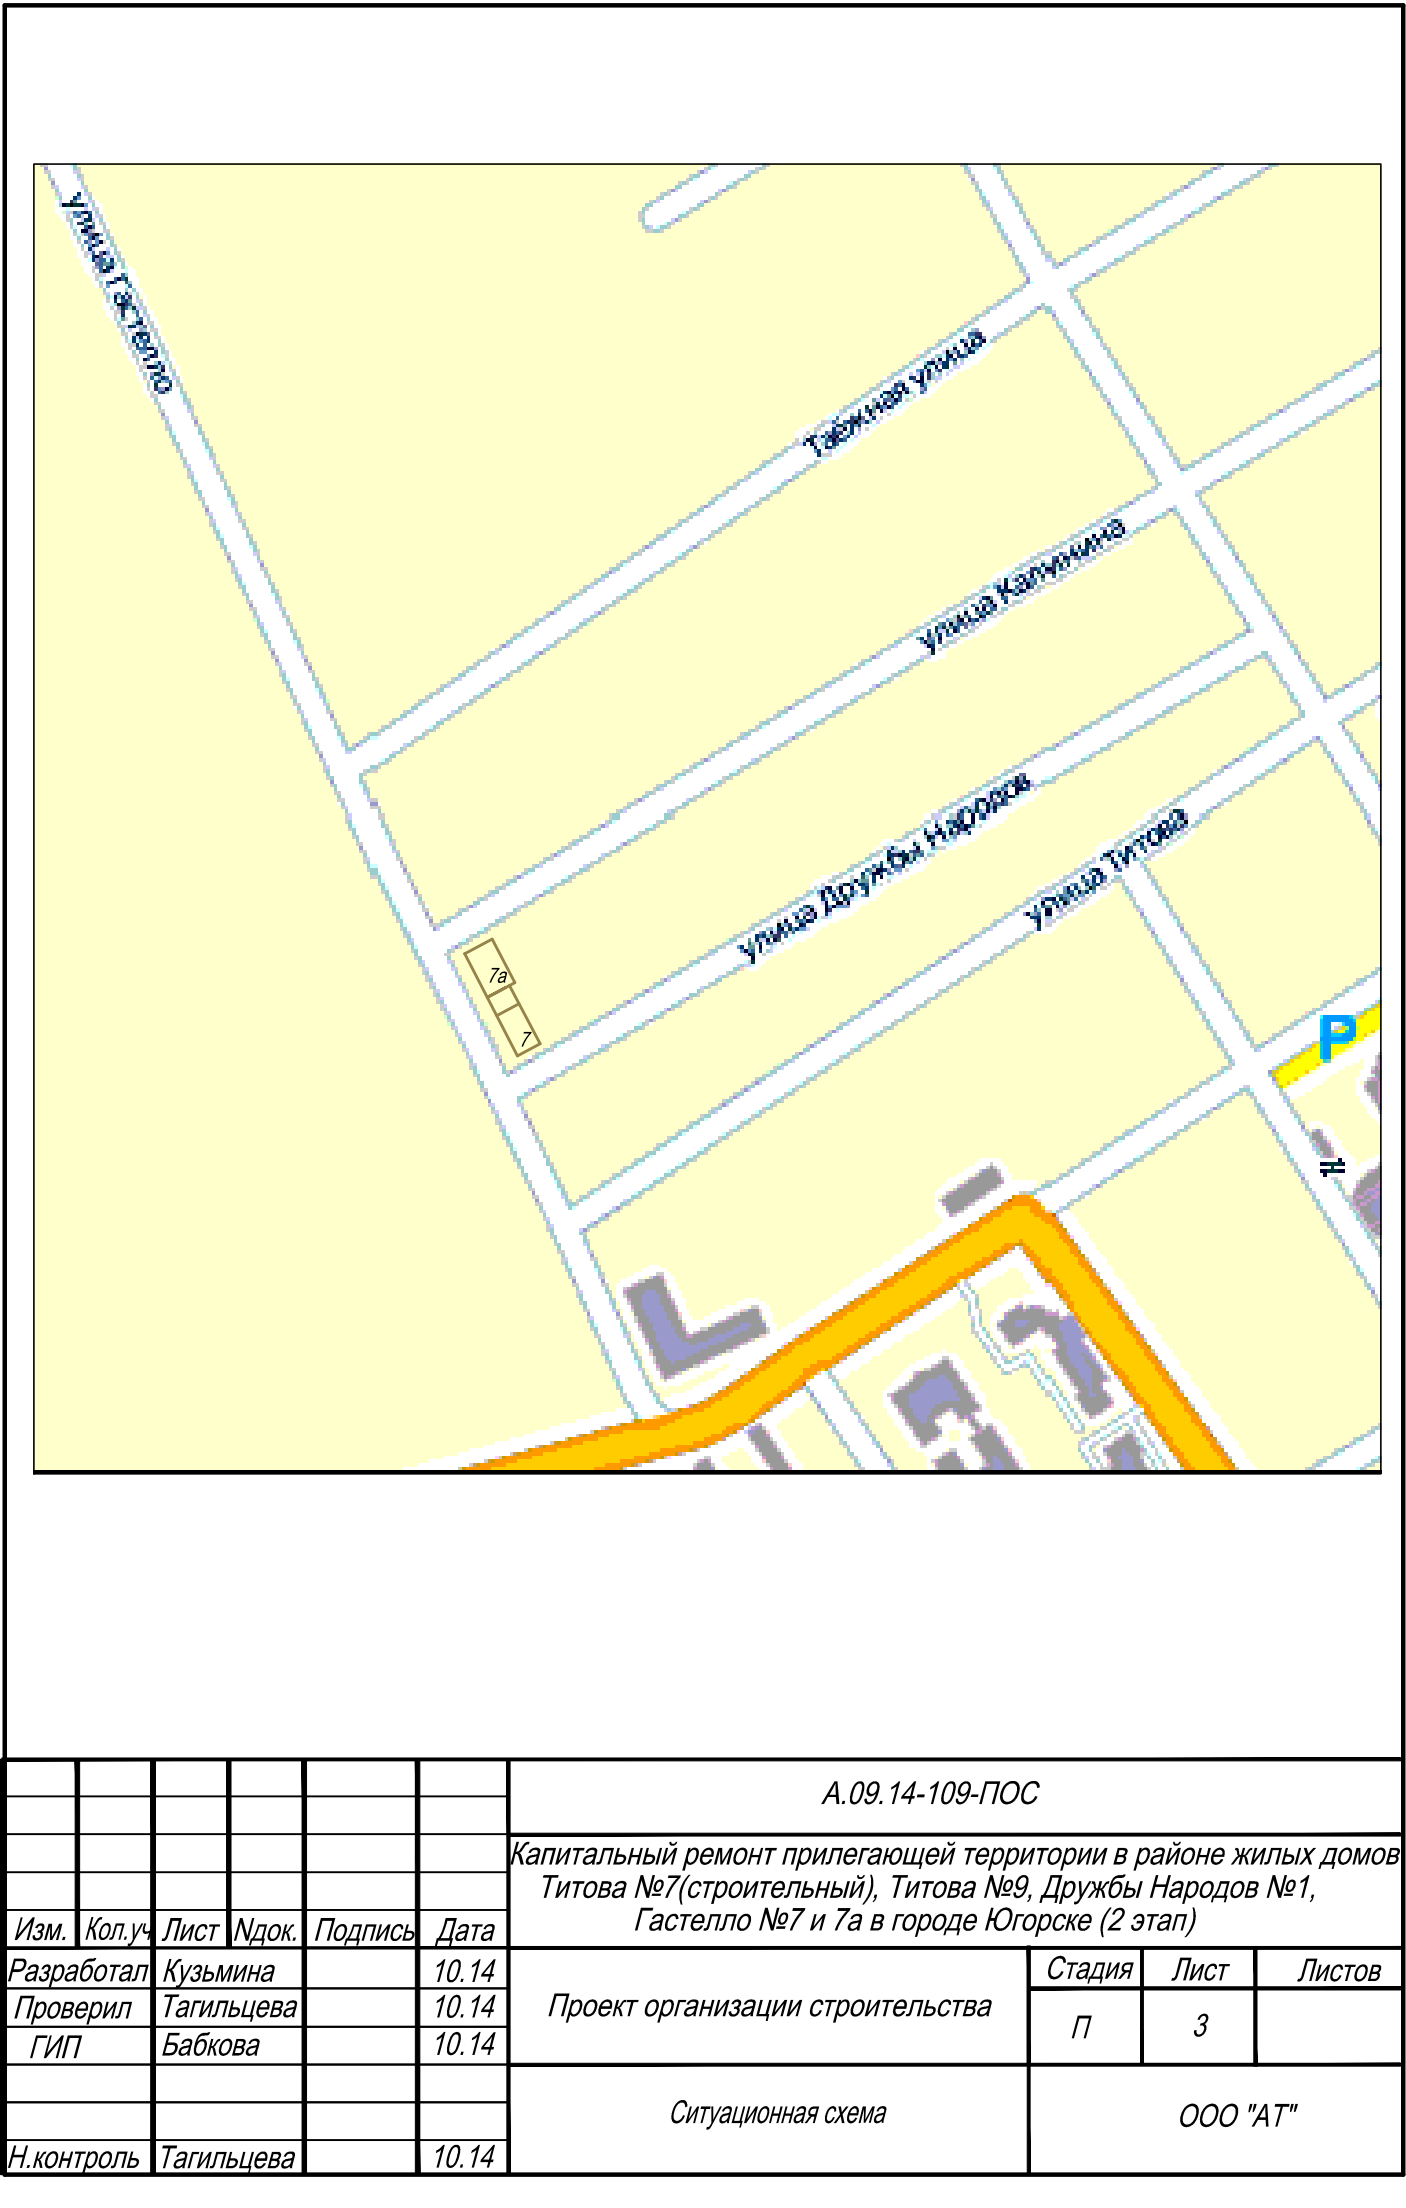 улица Гастелло
Таёжная улица
улица Калинина
улица Дружбы Народов
улица Титова
7а
7
P
А.09.14-109-ПОС
Капитальный ремонт прилегающей территории в районе жилых домов
Титова №7(строительный), Титова №9, Дружбы Народов №1,
Гастелло №7 и 7а в городе Югорске (2 этап)
Изм. Кол.уч Лист Nдок. Подпись Дата
Разработал Кузьмина 10.14
Проверил Тагильцева 10.14
ГИП Бабкова 10.14
Н.контроль Тагильцева 10.14
Проект организации строительства
Стадия Лист Листов
П 3
Ситуационная схема
ООО "АТ"